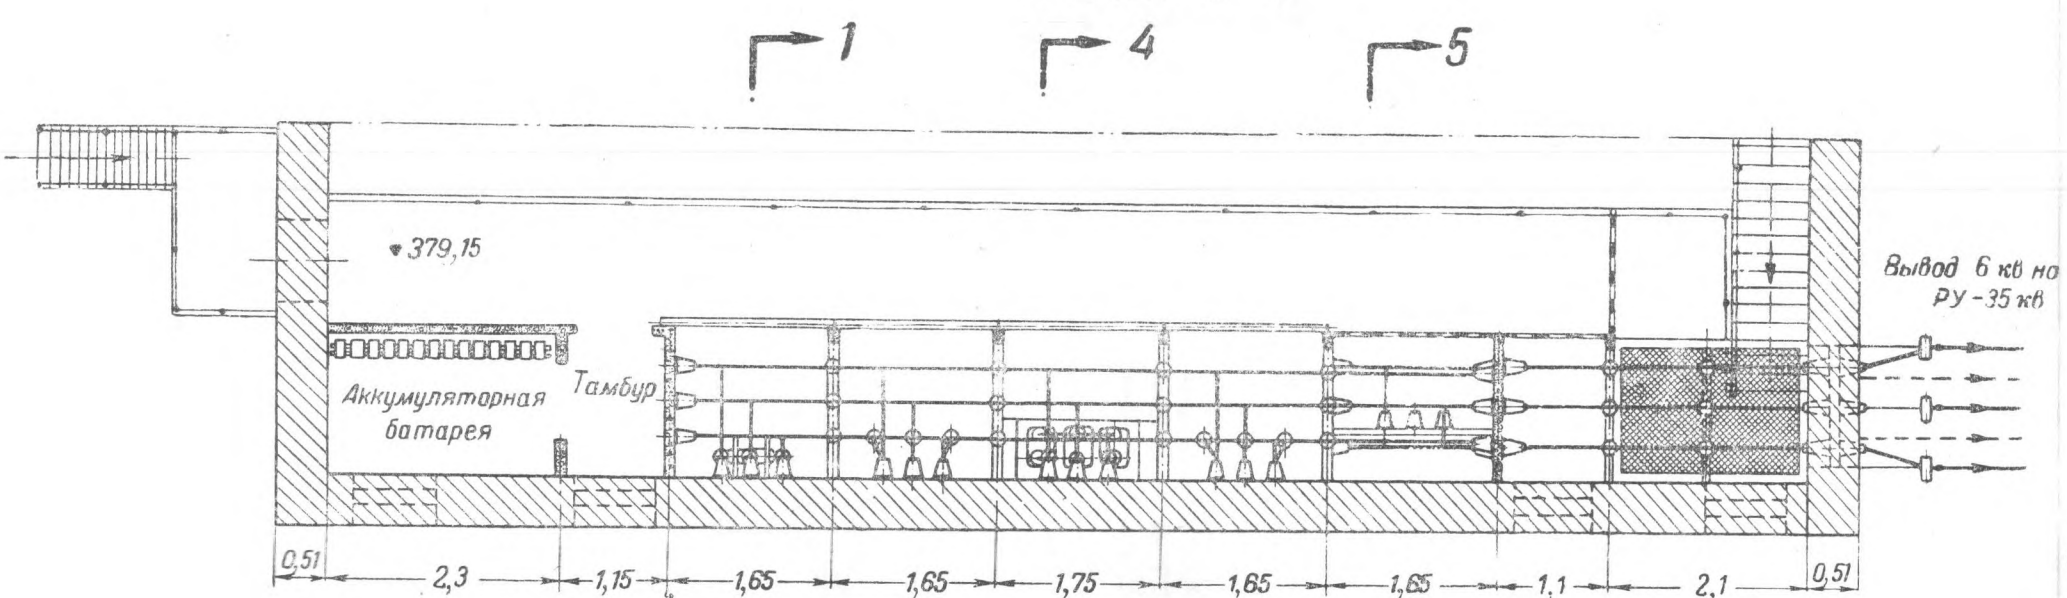 1 4 5
379,15
Вывод 6 кв на
РУ-35 кв
Тамбур
Аккумуляторная
батарея
0,51 2,3 1,15 1,65 1,65 1,75 1,65 1,65 1,1 2,1 0,51